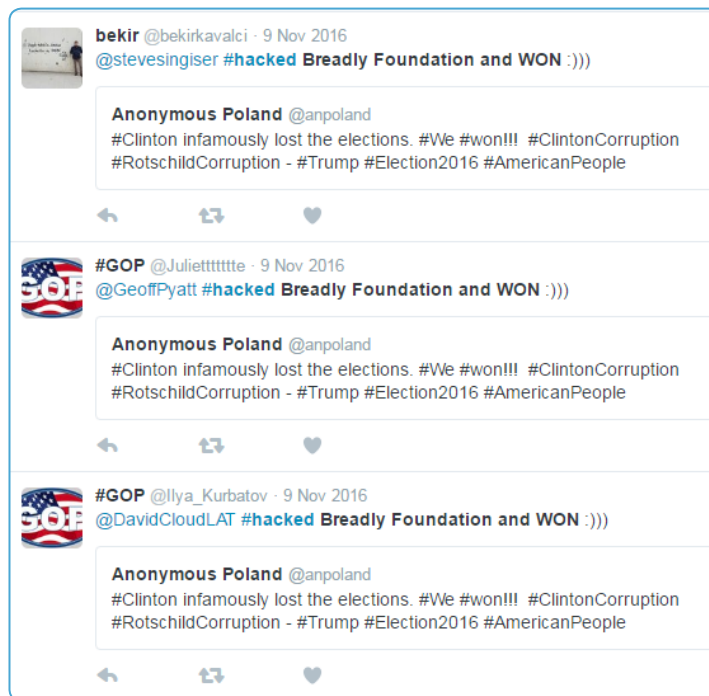 bekir @bekirkavalci · 9 Nov 2016
@stevesingiser #hacked Breadly Foundation and WON :)))
Anonymous Poland @anpoland
#Clinton infamously lost the elections. #We #won!!! #ClintonCorruption
#RotschildCorruption - #Trump #Election2016 #AmericanPeople
GOP
#GOP @Julietttttttte · 9 Nov 2016
@GeoffPyatt #hacked Breadly Foundation and WON :)))
Anonymous Poland @anpoland
#Clinton infamously lost the elections. #We #won!!! #ClintonCorruption
#RotschildCorruption - #Trump #Election2016 #AmericanPeople
GOP
#GOP @Ilya_Kurbatov · 9 Nov 2016
@DavidCloudLAT #hacked Breadly Foundation and WON :)))
Anonymous Poland @anpoland
#Clinton infamously lost the elections. #We #won!!! #ClintonCorruption
#RotschildCorruption - #Trump #Election2016 #AmericanPeople